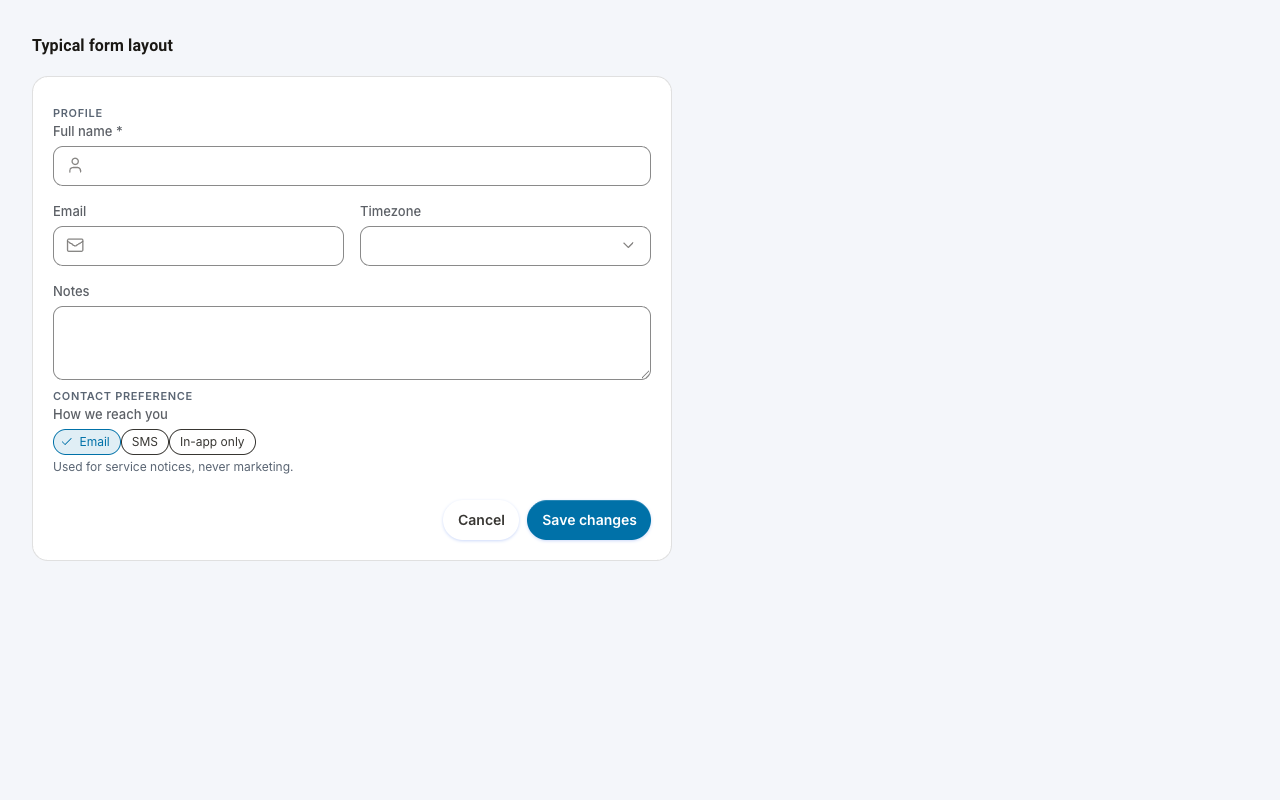 Typical form layout
PROFILE
Full name *
Email
Timezone
Notes
CONTACT PREFERENCE
How we reach you
Email
SMS
In-app only
Used for service notices, never marketing.
Cancel
Save changes